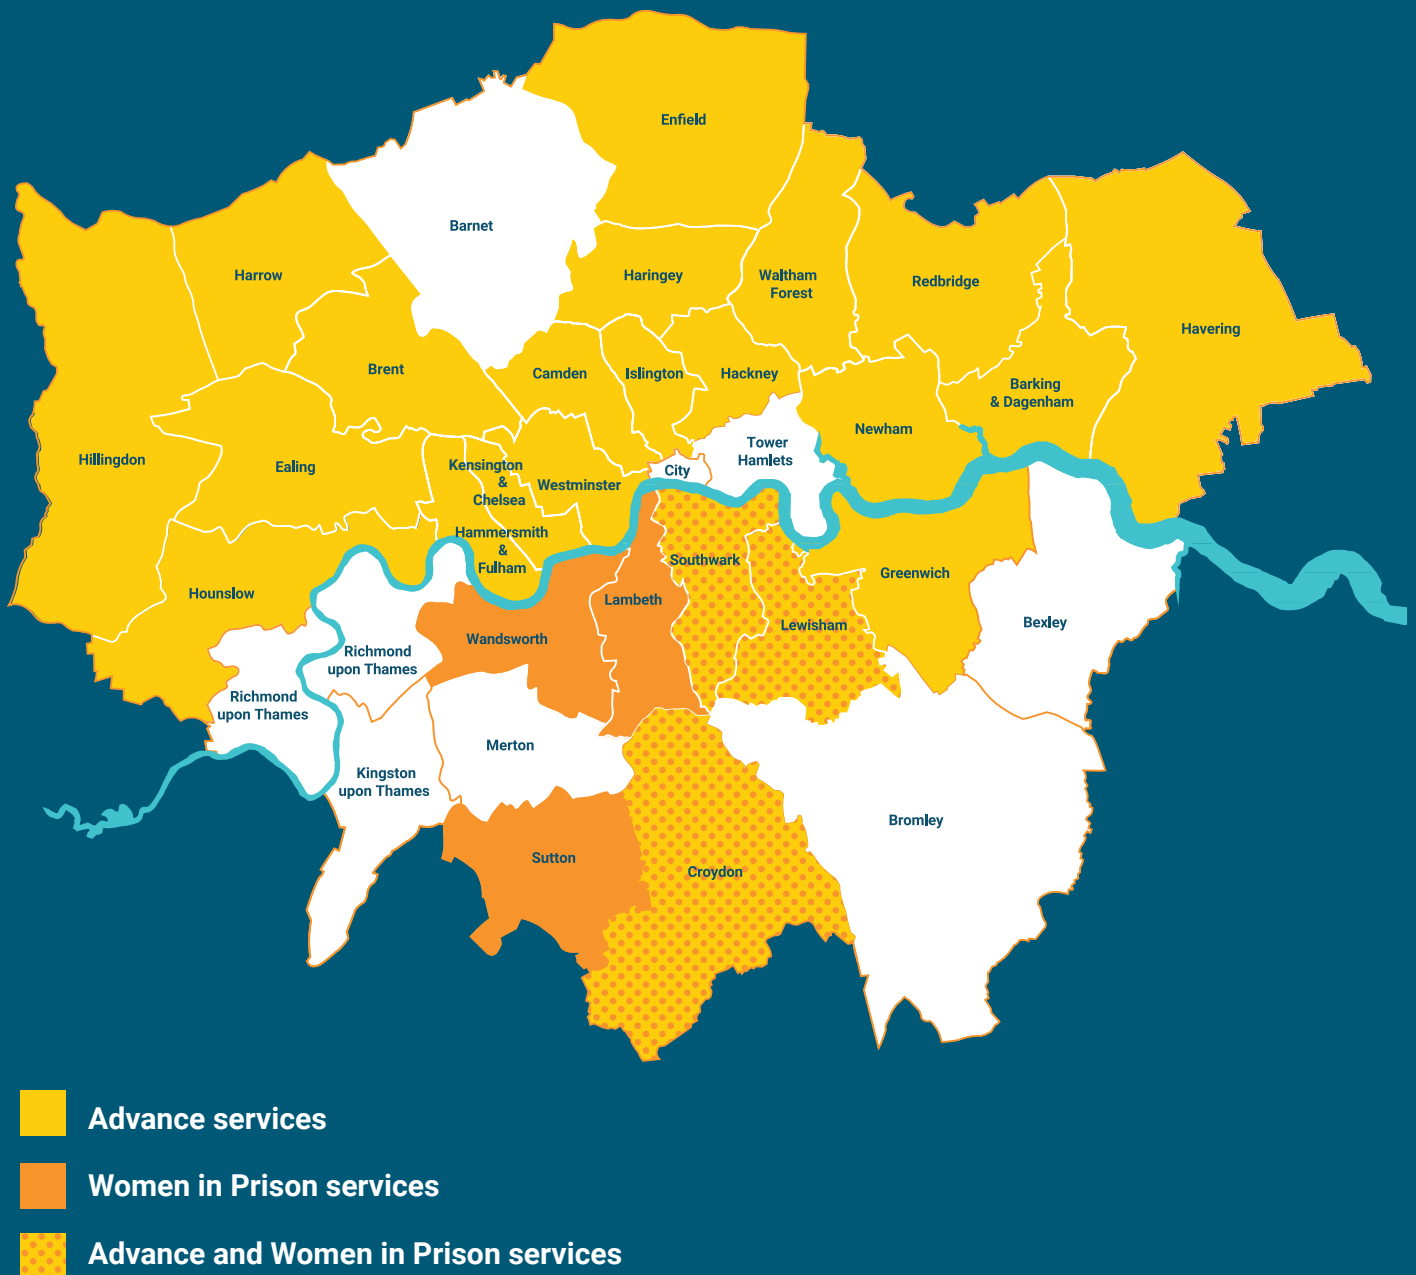 Enfield
Barnet
Harrow
Haringey
Waltham
Forest
Redbridge
Havering
Brent
Camden
Islington
Hackney
Barking
& Dagenham
Newham
Hillingdon
Ealing
Kensington
&
Chelsea
Westminster
City
Tower
Hamlets
Hammersmith
&
Fulham
Southwark
Greenwich
Hounslow
Lambeth
Wandsworth
Lewisham
Bexley
Richmond
upon Thames
Richmond
upon Thames
Merton
Kingston
upon Thames
Bromley
Sutton
Croydon
Advance services
Women in Prison services
Advance and Women in Prison services